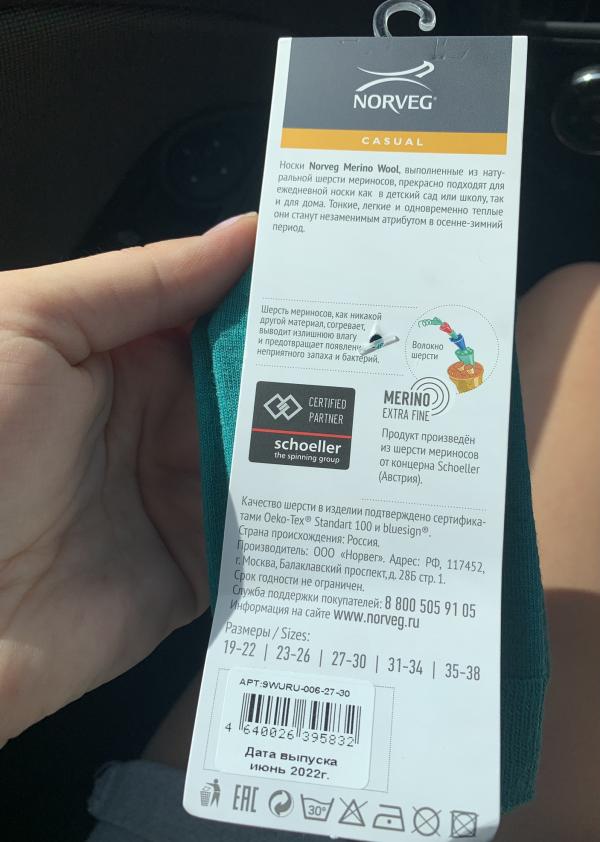 NORVEG®
CASUAL
Носки Norveg Merino Wool, выполненные из нату-
ральной шерсти мериносов, прекрасно подходят для
ежедневной носки как в детский сад или школу, так
и для дома. Тонкие, легкие и одновременно теплые
они станут незаменимым атрибутом в осенне-зимний
период.
Шерсть мериносов, как никакой
другой материал, согревает,
выводит излишнюю влагу
и предотвращает
неприятного запаха и бактерий.
Волокно
шерсти
CERTIFIED
PARTNER
schoeller
the spinning group
MERINO
EXTRA FINE
Продукт произведён
из шерсти мериносов
от концерна Schoeller
(Австрия).
Качество шерсти в изделии подтверждено сертифика-
тами Oeko-Tex® Standart 100 и bluesign®.
Страна происхождения: Россия.
Производитель: ООО «Норвег». Адрес: РФ, 117452,
г. Москва, Балаклавский проспект, д. 28Б стр. 1.
Срок годности не ограничен.
Служба поддержки покупателей: 8 800 505 91 05
Информация на сайте www.norveg.ru
Размеры / Sizes:
19-22 | 23-26 | 27-30 | 31-34 | 35-38
АРТ:9WURU-006-27-30
4 640026 395832
Дата выпуска
июнь 2022г.
EAC 30°